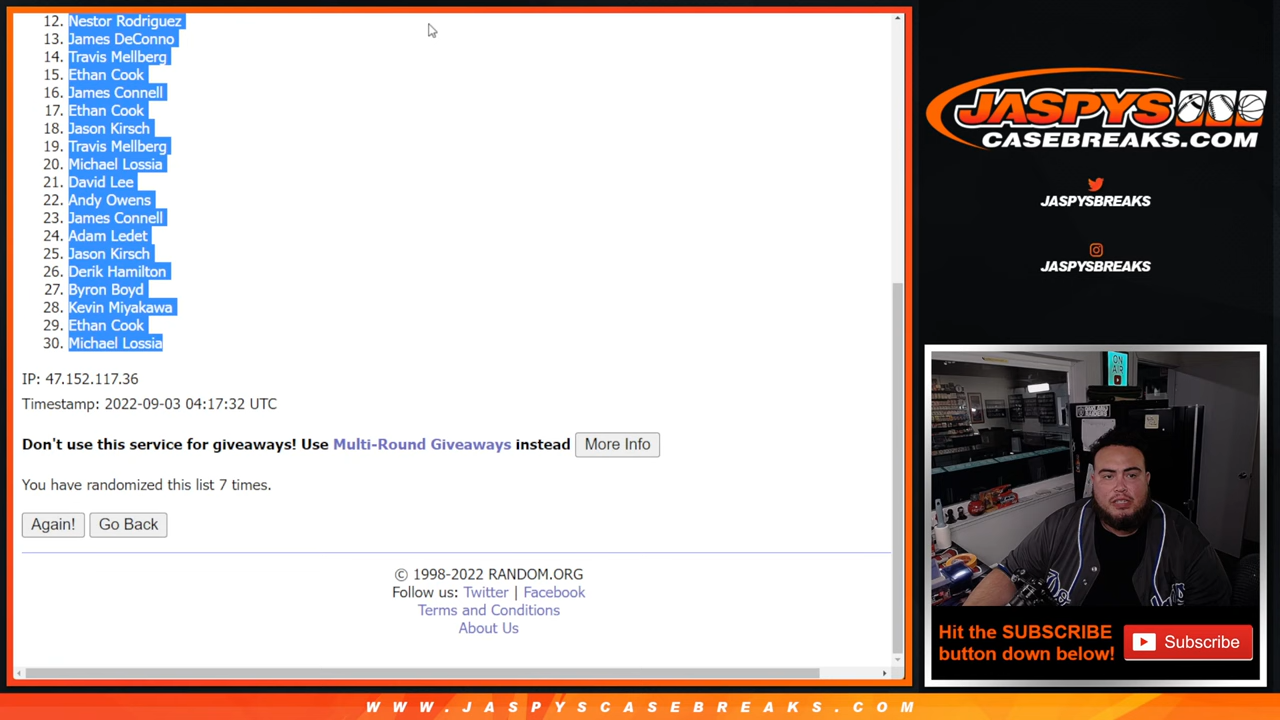 12. Nestor Rodriguez
13. James DeConno
14. Travis Mellberg
15. Ethan Cook
16. James Connell
17. Ethan Cook
18. Jason Kirsch
19. Travis Mellberg
20. Michael Lossia
21. David Lee
22. Andy Owens
23. James Connell
24. Adam Ledet
25. Jason Kirsch
26. Derik Hamilton
27. Byron Boyd
28. Kevin Miyakawa
29. Ethan Cook
30. Michael Lossia
IP: 47.152.117.36
Timestamp: 2022-09-03 04:17:32 UTC
Don't use this service for giveaways! Use Multi-Round Giveaways instead More Info
You have randomized this list 7 times.
Again! Go Back
© 1998-2022 RANDOM.ORG
Follow us: Twitter | Facebook
Terms and Conditions
About Us
JASPYS
CASEBREAKS.COM
JASPYSBREAKS
JASPYSBREAKS
ON
AIR
Hit the SUBSCRIBE
button down below!
Subscribe
WWW.JASPYSCASEBREAKS.COM